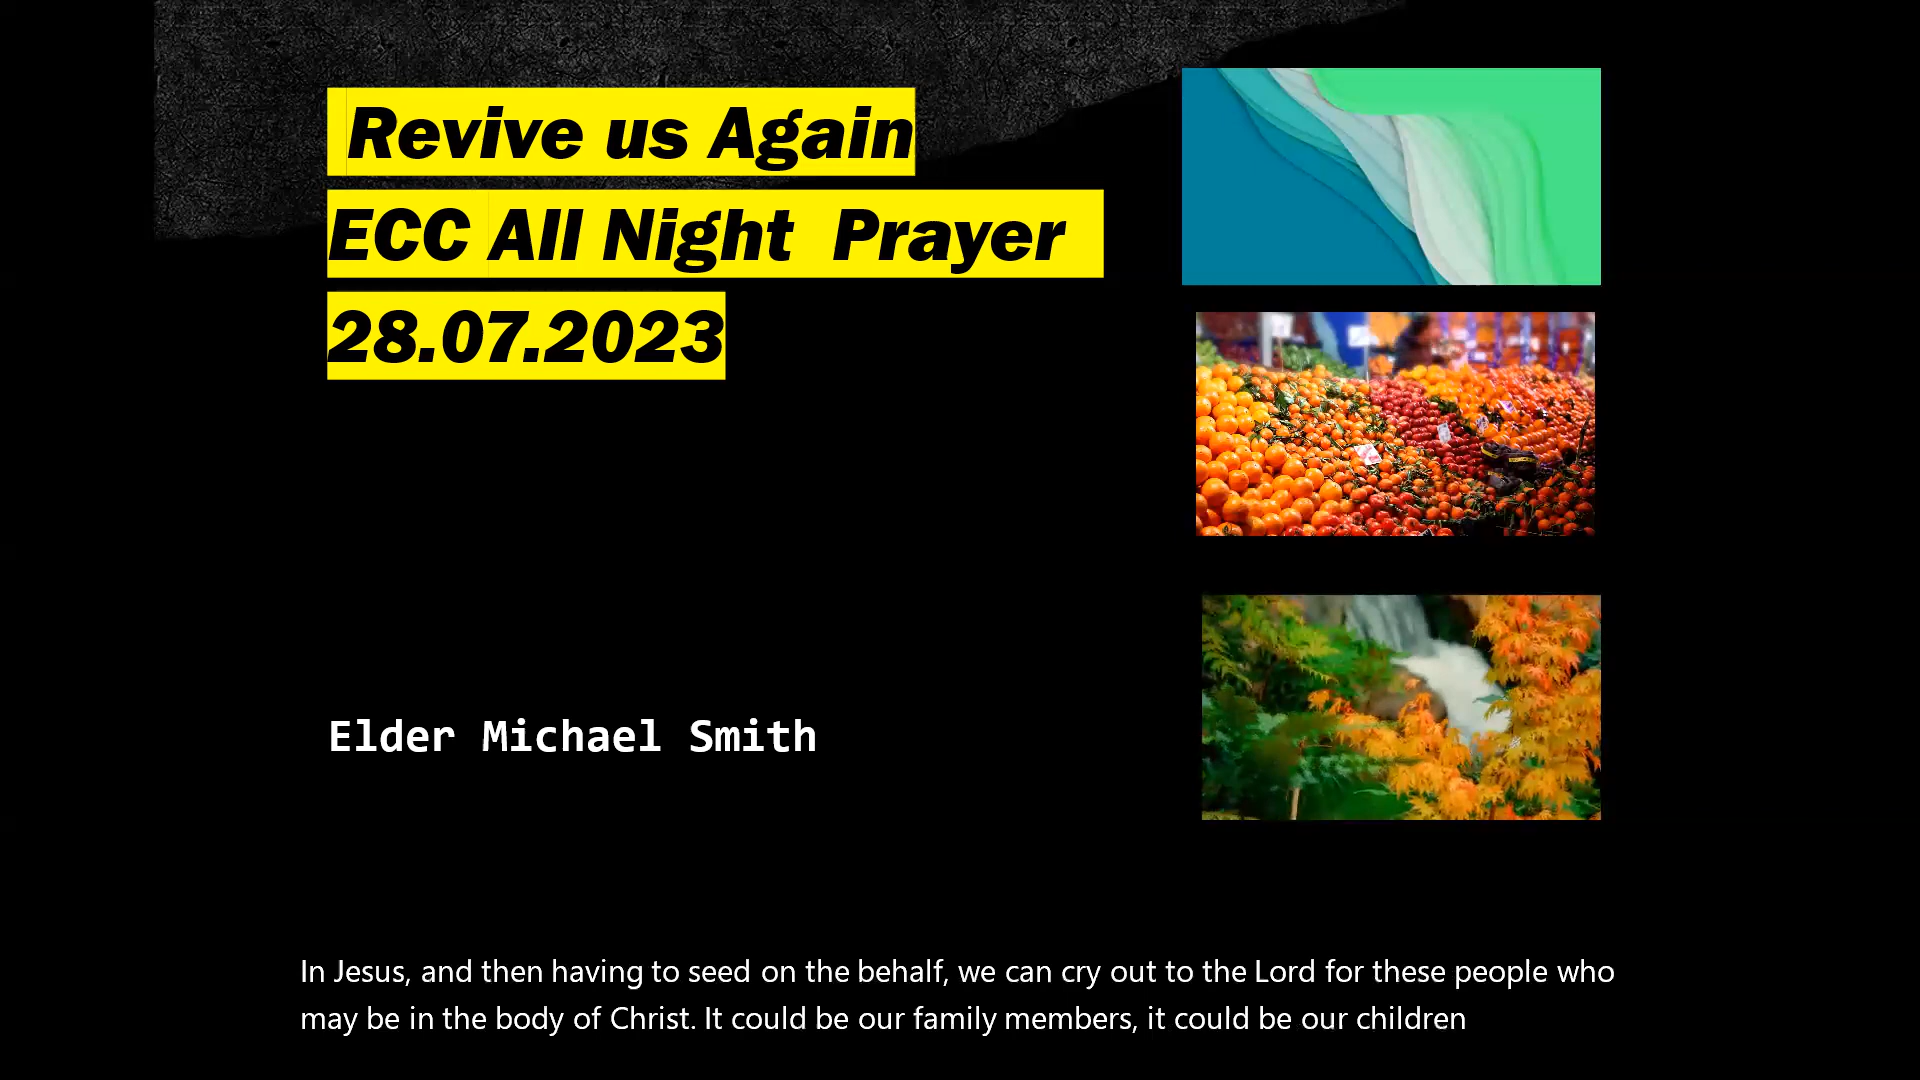 Revive us Again
ECC All Night Prayer
28.07.2023
Elder Michael Smith
In Jesus, and then having to seed on the behalf, we can cry out to the Lord for these people who
may be in the body of Christ. It could be our family members, it could be our children